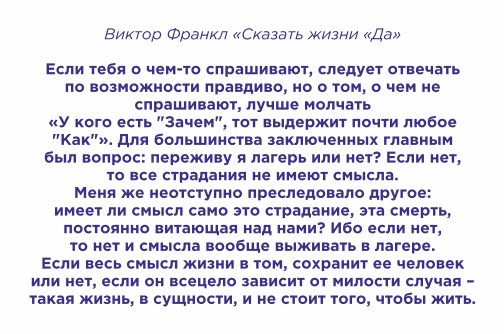 Виктор Франкл «Сказать жизни «Да»
Если тебя о чем-то спрашивают, следует отвечать
по возможности правдиво, но о том, о чем не
спрашивают, лучше молчать
«У кого есть "Зачем", тот выдержит почти любое
"Как"». Для большинства заключенных главным
был вопрос: переживу я лагерь или нет? Если нет,
то все страдания не имеют смысла.
Меня же неотступно преследовало другое:
имеет ли смысл само это страдание, эта смерть,
постоянно витающая над нами? Ибо если нет,
то нет и смысла вообще выживать в лагере.
Если весь смысл жизни в том, сохранит ее человек
или нет, если он всецело зависит от милости случая –
такая жизнь, в сущности, и не стоит того, чтобы жить.